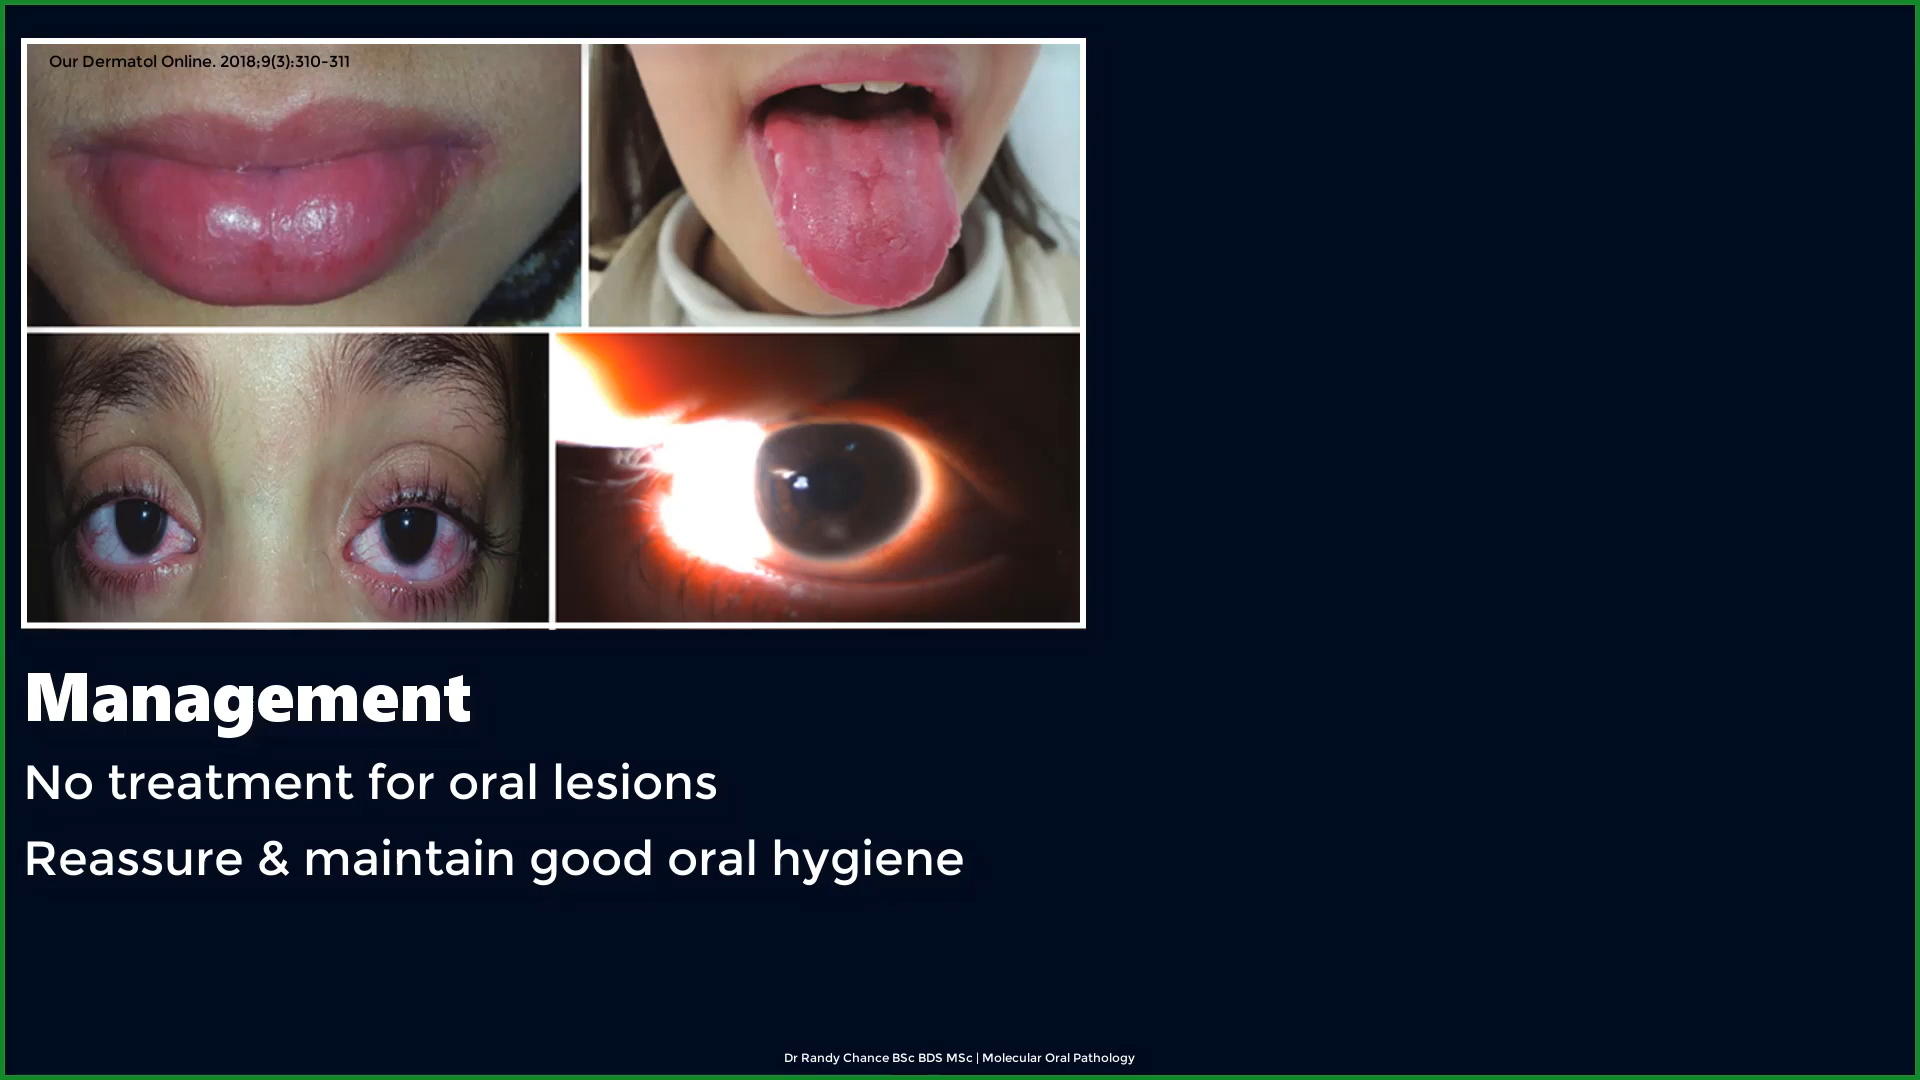 Our Dermatol Online. 2018;9(3):310-311
Management
No treatment for oral lesions
Reassure & maintain good oral hygiene
Dr Randy Chance BSc BDS MSc | Molecular Oral Pathology